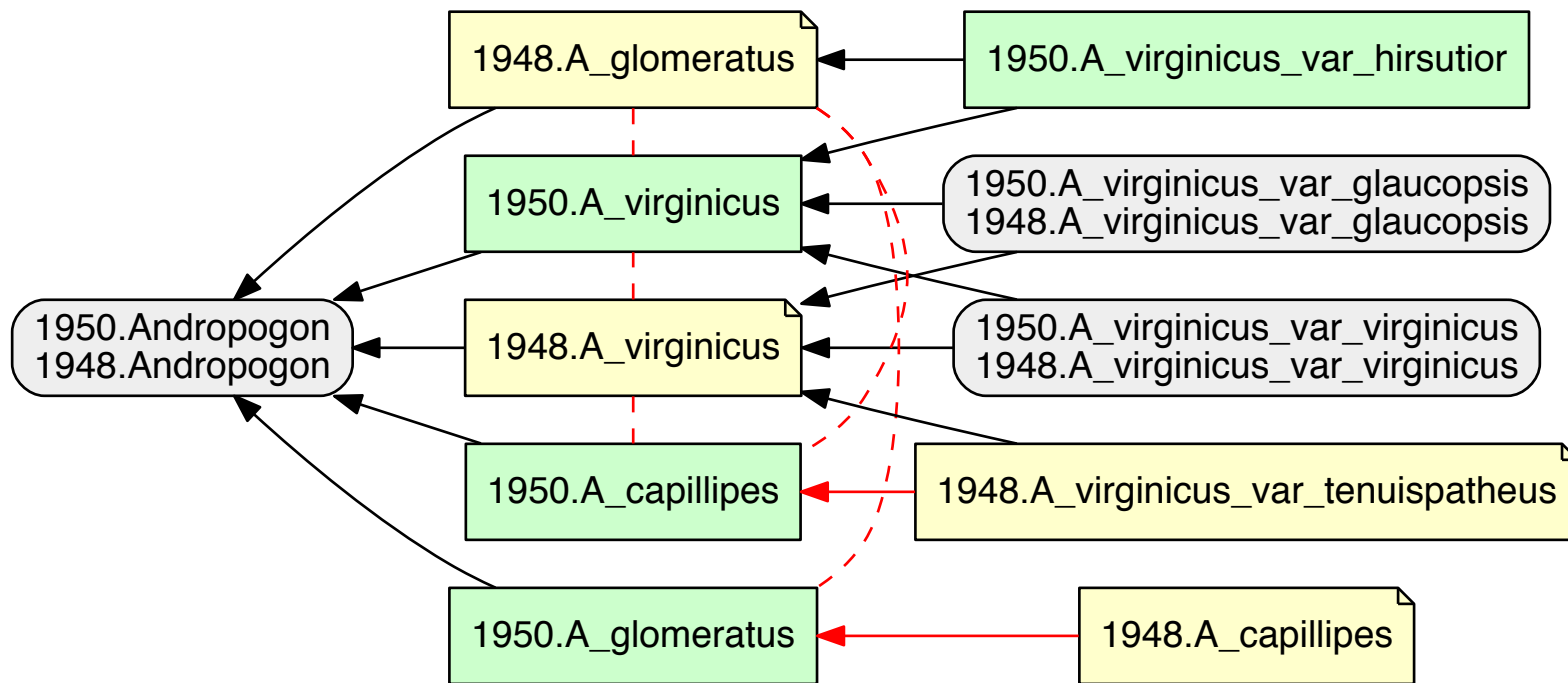 1948.A_glomeratus
1950.A_virginicus_var_hirsutior
1950.A_virginicus
1950.A_virginicus_var_glaucopsis
1948.A_virginicus_var_glaucopsis
1950.Andropogon
1948.Andropogon
1948.A_virginicus
1950.A_virginicus_var_virginicus
1948.A_virginicus_var_virginicus
1950.A_capillipes
1948.A_virginicus_var_tenuispatheus
1950.A_glomeratus
1948.A_capillipes